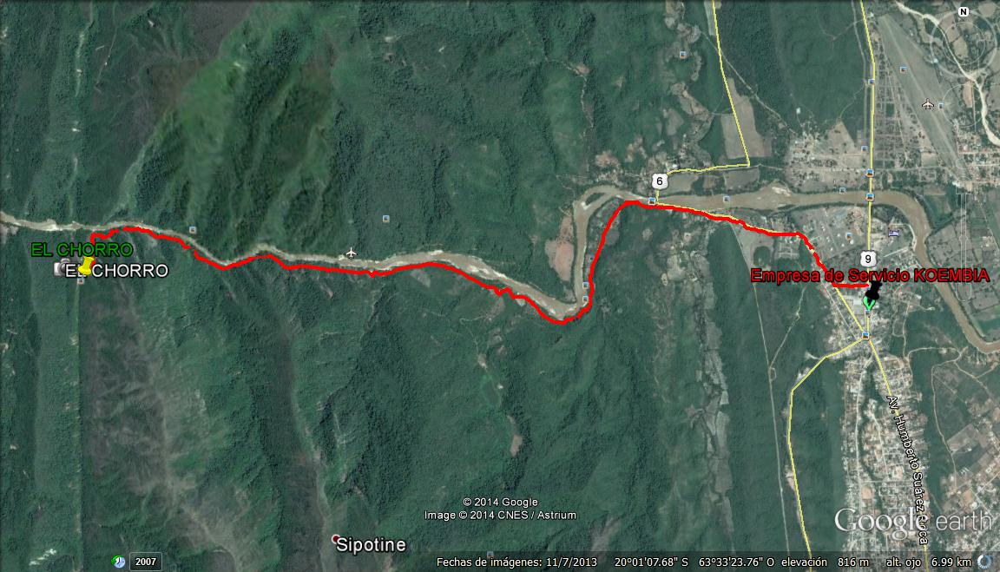 N
6
EL CHORRO
EL CHORRO
9
Empresa de Servicio KOEMBIA
Av. Humberto Suárez Roca
© 2014 Google
Image © 2014 CNES / Astrium
Google earth
Sipotine
2007
Fechas de imágenes: 11/7/2013 20°01'07.68" S 63°33'23.76" O elevación 816 m alt. ojo 6.99 km